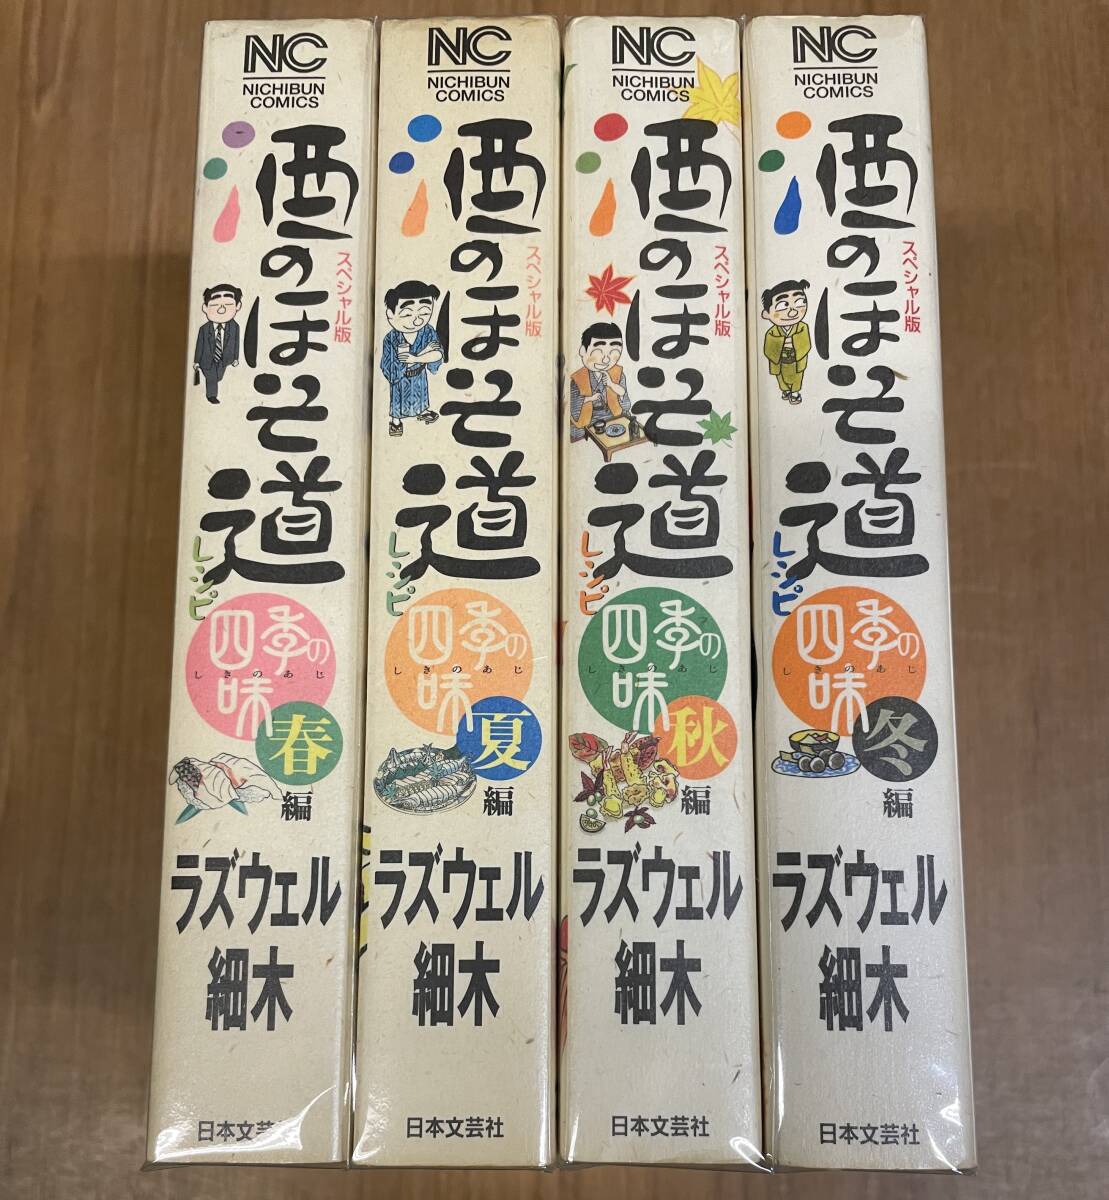 NC
NICHIBUN
COMICS
酒のほそ道
スペシャル版
レシピ
四季の味
しきのあじ
春編
ラズウェル
細木
日本文芸社
NC
NICHIBUN
COMICS
酒のほそ道
スペシャル版
レシピ
四季の味
しきのあじ
夏編
ラズウェル
細木
日本文芸社
NC
NICHIBUN
COMICS
酒のほそ道
スペシャル版
レシピ
四季の味
しきのあじ
秋編
ラズウェル
細木
日本文芸社
NC
NICHIBUN
COMICS
酒のほそ道
スペシャル版
レシピ
四季の味
しきのあじ
冬編
ラズウェル
細木
日本文芸社